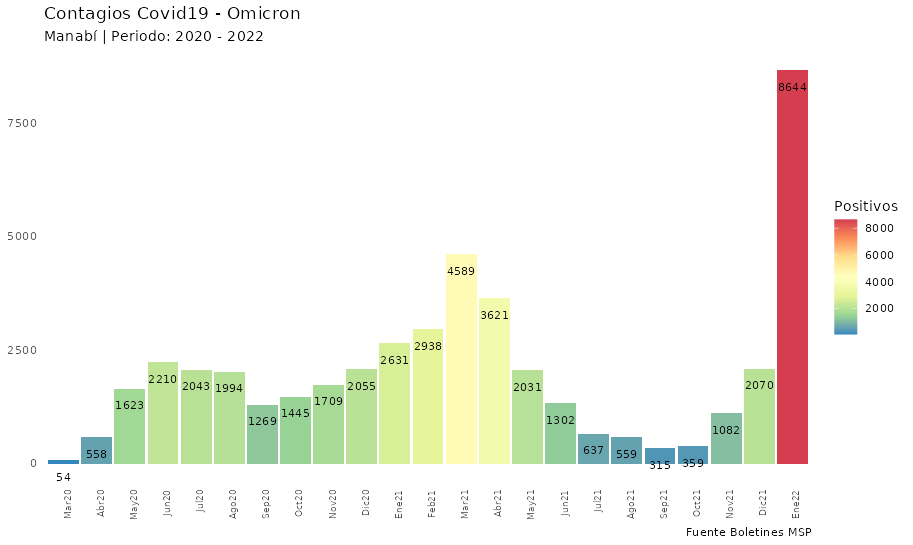 Contagios Covid19 - Omicron
Manabí | Periodo: 2020 - 2022
7500
5000
2500
0
54
558
1623
2210
2043
1994
1269
1445
1709
2055
2631
2938
4589
3621
2031
1302
637
559
315
359
1082
2070
8644
Mar20
Abr20
May20
Jun20
Jul20
Ago20
Sep20
Oct20
Nov20
Dic20
Ene21
Feb21
Mar21
Abr21
May21
Jun21
Jul21
Ago21
Sep21
Oct21
Nov21
Dic21
Ene22
Positivos
8000
6000
4000
2000
Fuente Boletines MSP